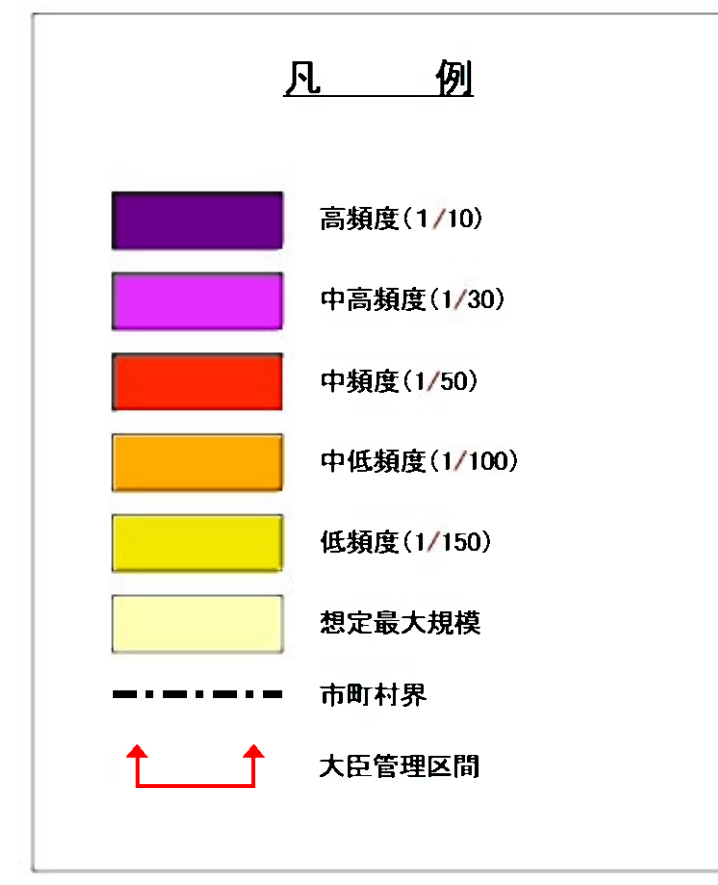 凡　例
高頻度(1/10)
中高頻度(1/30)
中頻度(1/50)
中低頻度(1/100)
低頻度(1/150)
想定最大規模
市町村界
大臣管理区間